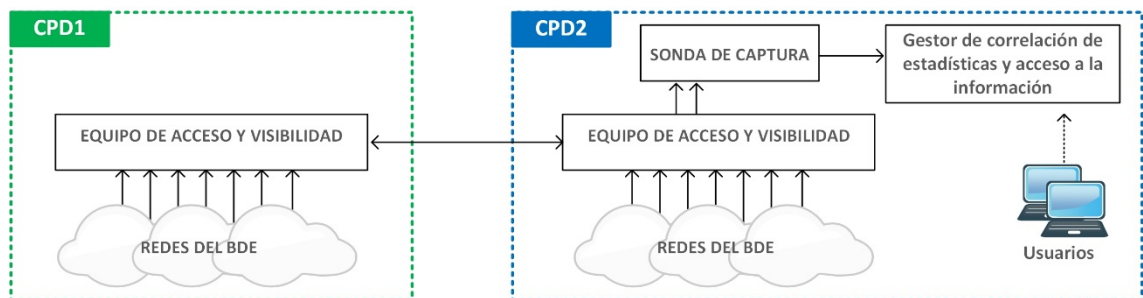 CPD1
EQUIPO DE ACCESO Y VISIBILIDAD
REDES DEL BDE
CPD2
SONDA DE CAPTURA
Gestor de correlación de
estadísticas y acceso a la
información
EQUIPO DE ACCESO Y VISIBILIDAD
REDES DEL BDE
Usuarios